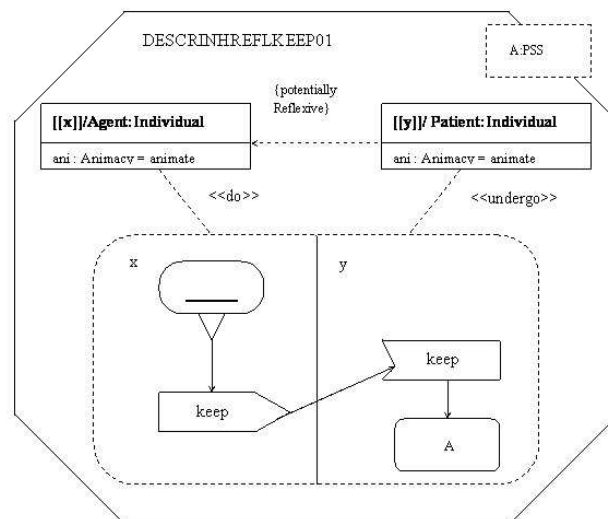 DESCRINHREFLKEEP01
A:PSS
{potentially
Reflexive}
[[x]]/Agent: Individual
ani : Animacy = animate
[[y]]/ Patient: Individual
ani : Animacy = animate
<<do>>
<<undergo>>
x
y
keep
keep
A